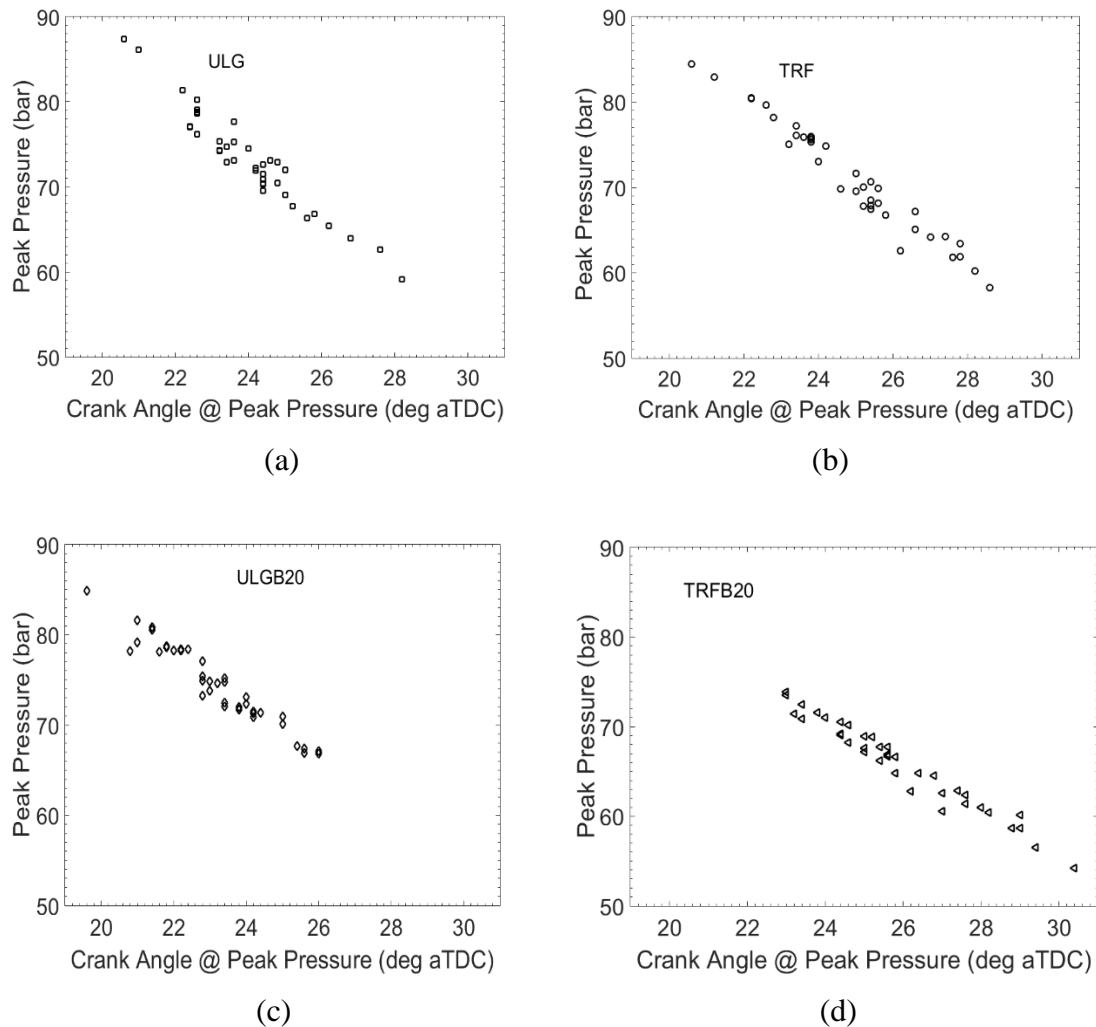 ULG
Peak Pressure (bar)
90
80
70
60
50
20 22 24 26 28 30
Crank Angle @ Peak Pressure (deg aTDC)
(a)
TRF
Peak Pressure (bar)
90
80
70
60
50
20 22 24 26 28 30
Crank Angle @ Peak Pressure (deg aTDC)
(b)
ULGB20
Peak Pressure (bar)
90
80
70
60
50
20 22 24 26 28 30
Crank Angle @ Peak Pressure (deg aTDC)
(c)
TRFB20
Peak Pressure (bar)
90
80
70
60
50
20 22 24 26 28 30
Crank Angle @ Peak Pressure (deg aTDC)
(d)